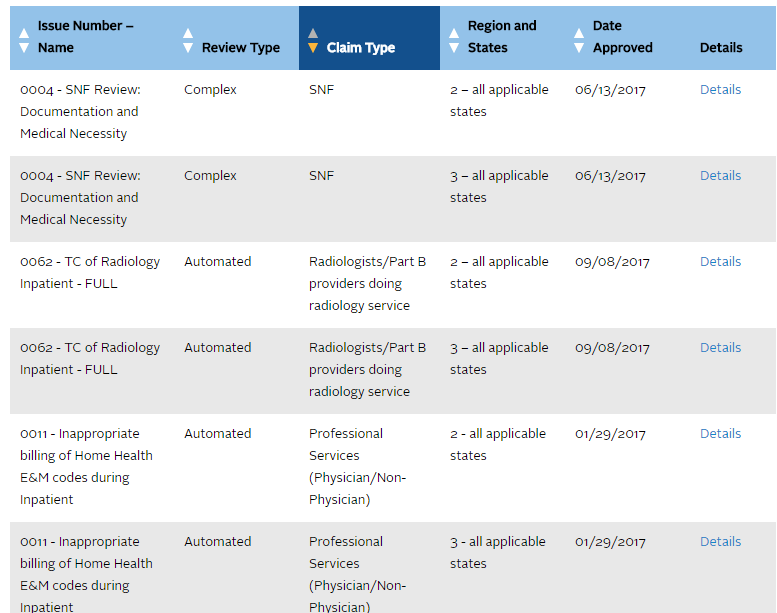 Issue Number –
Name
Review Type
Claim Type
Region and
States
Date
Approved
Details
0004 - SNF Review:
Documentation and
Medical Necessity
Complex
SNF
2 – all applicable
states
06/13/2017
Details
0004 - SNF Review:
Documentation and
Medical Necessity
Complex
SNF
3 – all applicable
states
06/13/2017
Details
0062 - TC of Radiology
Inpatient - FULL
Automated
Radiologists/Part B
providers doing
radiology service
2 – all applicable
states
09/08/2017
Details
0062 - TC of Radiology
Inpatient - FULL
Automated
Radiologists/Part B
providers doing
radiology service
3 – all applicable
states
09/08/2017
Details
0011 - Inappropriate
billing of Home Health
E&M codes during
Inpatient
Automated
Professional
Services
(Physician/Non-
Physician)
2 - all applicable
states
01/29/2017
Details
0011 - Inappropriate
billing of Home Health
E&M codes during
Inpatient
Automated
Professional
Services
(Physician/Non-
Physician)
3 - all applicable
states
01/29/2017
Details